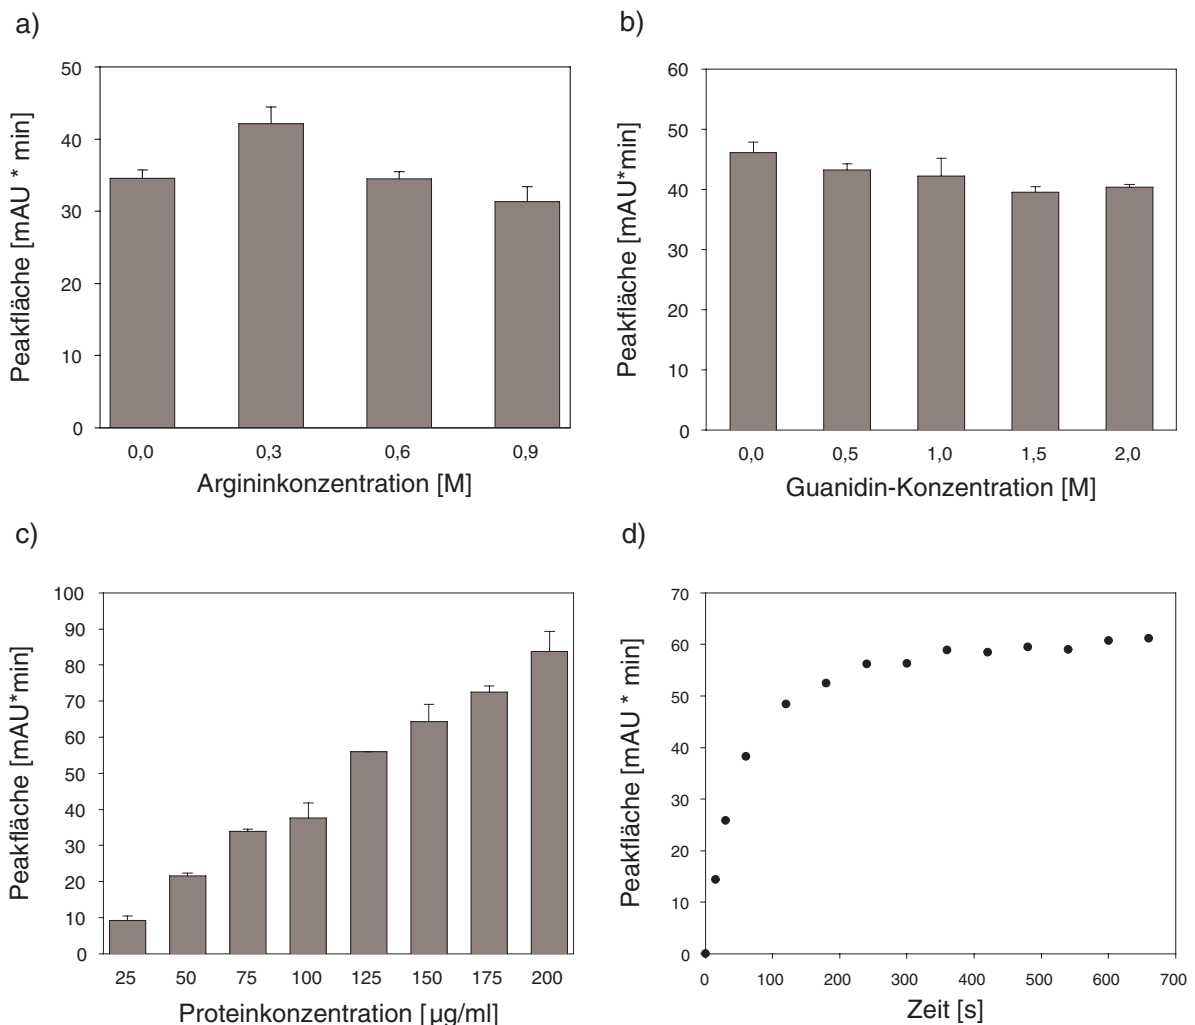 a)
50
40
30
20
10
0
Peakfläche [mAU * min]
0,0 0,3 0,6 0,9
Argininkonzentration [M]
b)
60
50
40
30
20
10
0
Peakfläche [mAU*min]
0,0 0,5 1,0 1,5 2,0
Guanidin-Konzentration [M]
c)
100
90
80
70
60
50
40
30
20
10
0
Peakfläche [mAU*min]
25 50 75 100 125 150 175 200
Proteinkonzentration [µg/ml]
d)
70
60
50
40
30
20
10
0
Peakfläche [mAU * min]
0 100 200 300 400 500 600 700
Zeit [s]